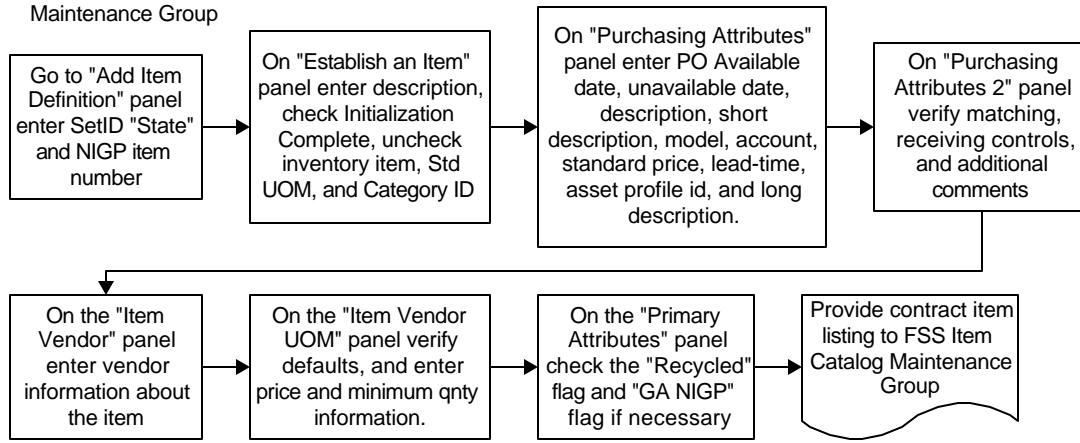 Maintenance Group
Go to "Add Item
Definition" panel
enter SetID "State"
and NIGP item
number
On "Establish an Item"
panel enter description,
check Initialization
Complete, uncheck
inventory item, Std
UOM, and Category ID
On "Purchasing Attributes"
panel enter PO Available
date, unavailable date,
description, short
description, model, account,
standard price, lead-time,
asset profile id, and long
description.
On "Purchasing
Attributes 2" panel
verify matching,
receiving controls,
and additional
comments
On the "Item
Vendor" panel
enter vendor
information about
the item
On the "Item Vendor
UOM" panel verify
defaults, and enter
price and minimum qnty
information.
On the "Primary
Attributes" panel
check the "Recycled"
flag and "GA NIGP"
flag if necessary
Provide contract item
listing to FSS Item
Catalog Maintenance
Group